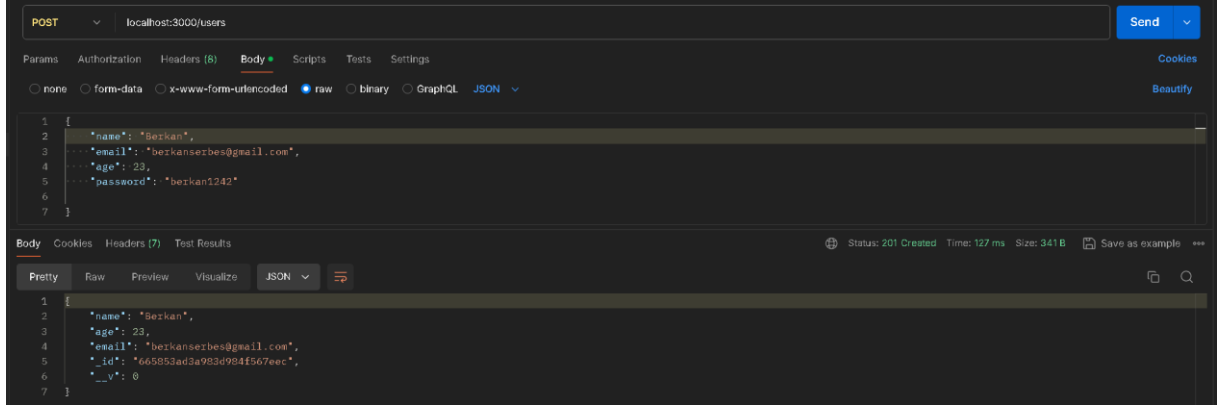 POST localhost:3000/users Send
Params Authorization Headers (8) Body Scripts Tests Settings Cookies
none form-data x-www-form-urlencoded raw binary GraphQL JSON Beautify
1 {
2 "name": "Berkan",
3 "email": "berkanserbes@gmail.com",
4 "age": 23,
5 "password": "berkan1242"
6
7 }
Body Cookies Headers (7) Test Results Status: 201 Created Time: 127 ms Size: 341 B Save as example
Pretty Raw Preview Visualize JSON
1 {
2 "name": "Berkan",
3 "age": 23,
4 "email": "berkanserbes@gmail.com",
5 "_id": "665853ad3a983d984f567eec",
6 "__v": 0
7 }